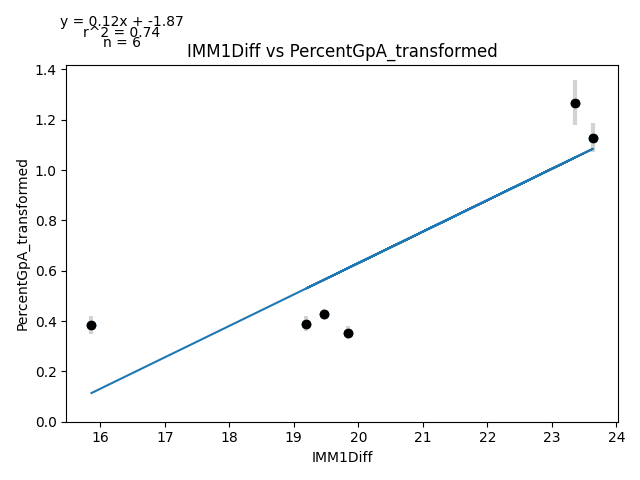 y = 0.12x + -1.87
r^2 = 0.74
n = 6
IMM1Diff vs PercentGpA_transformed
PercentGpA_transformed
1.4
1.2
1.0
0.8
0.6
0.4
0.2
0.0
16 17 18 19 20 21 22 23 24
IMM1Diff